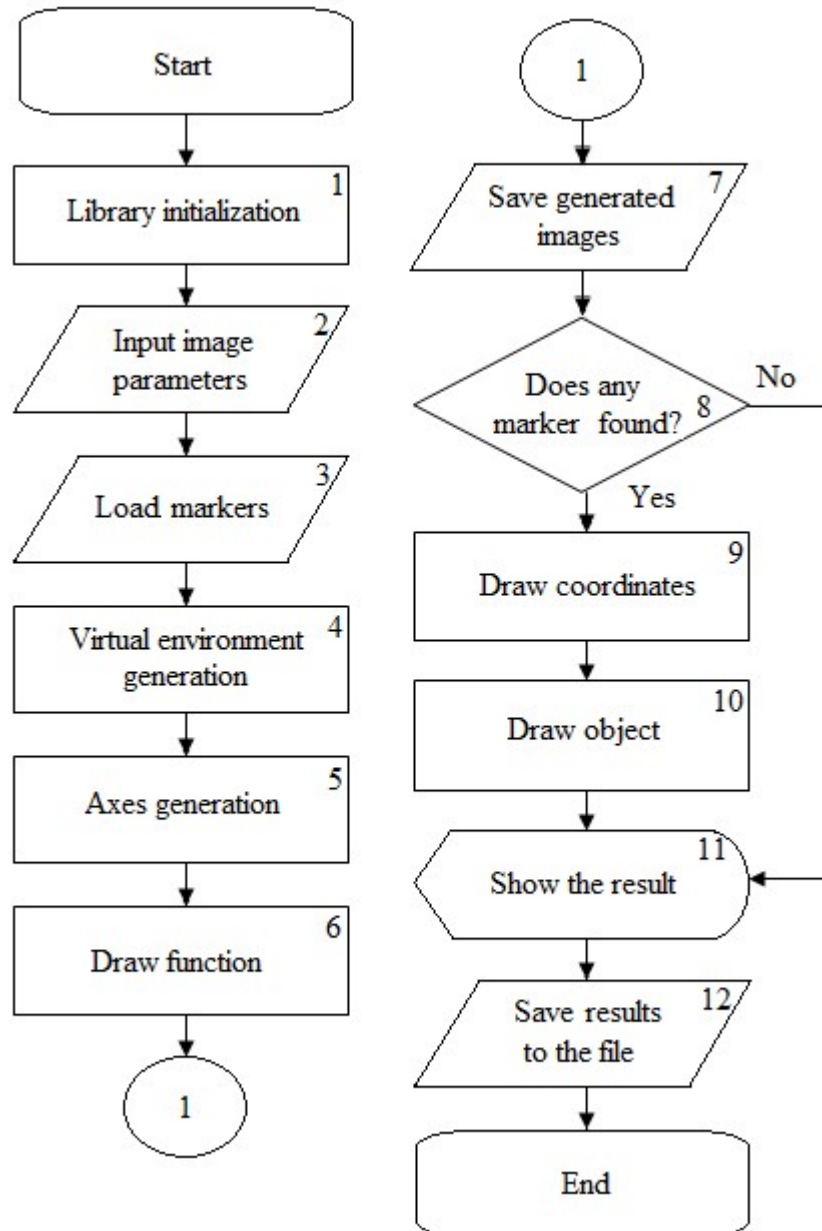 Start
1
Library initialization
2
Input image
parameters
3
Load markers
4
Virtual environment
generation
5
Axes generation
6
Draw function
1
1
7
Save generated
images
Does any
marker found?
8
No
Yes
9
Draw coordinates
10
Draw object
11
Show the result
12
Save results
to the file
End